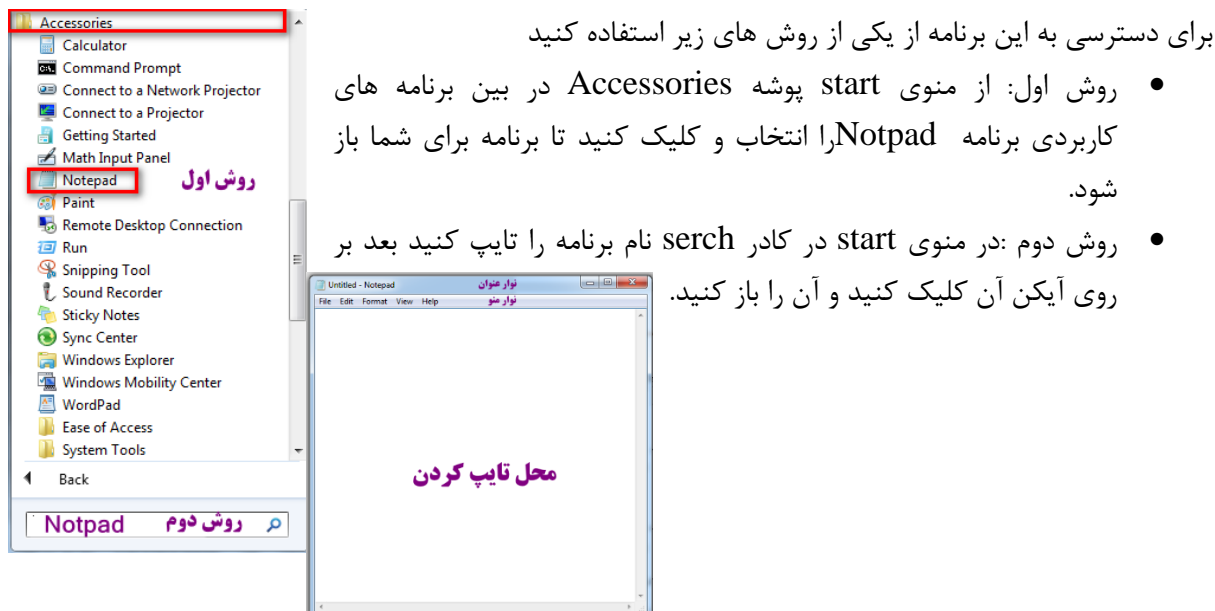 برای دسترسی به این برنامه از یکی از روش های زیر استفاده کنید
• روش اول: از منوی start پوشه Accessories در بین برنامه های
کاربردی برنامه Notpadرا انتخاب و کلیک کنید تا برنامه برای شما باز
شود.
• روش دوم :در منوی start در کادر serch نام برنامه را تایپ کنید بعد بر
روی آیکن آن کلیک کنید و آن را باز کنید.
Accessories
Calculator
Command Prompt
Connect to a Network Projector
Connect to a Projector
Getting Started
Math Input Panel
Notepad روش اول
Paint
Remote Desktop Connection
Run
Snipping Tool
Sound Recorder
Sticky Notes
Sync Center
Windows Explorer
Windows Mobility Center
WordPad
Ease of Access
System Tools
Back
Notpad روش دوم
Untitled - Notepad نوار عنوان
File Edit Format View Help نوار منو
محل تایپ کردن